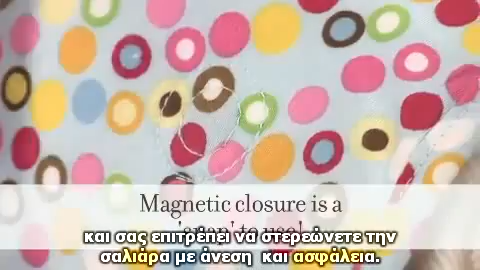 Magnetic closure is a
και σας επιτρέπει να στερεώνετε την
σαλιάρα με άνεση και ασφάλεια.